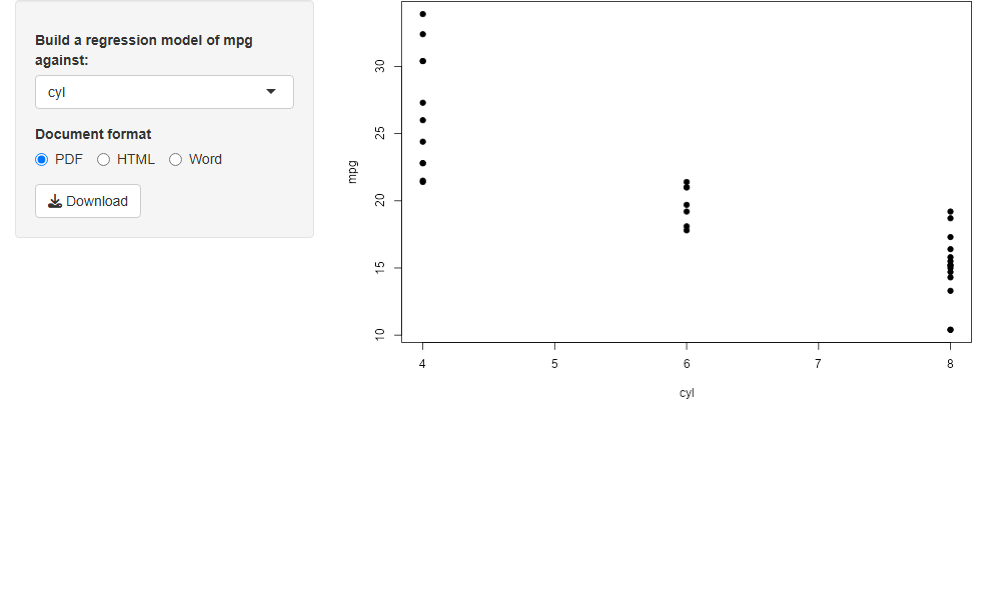 Build a regression model of mpg
against:
cyl
Document format
PDF HTML Word
Download
30
25
20
15
10
mpg
4 5 6 7 8
cyl